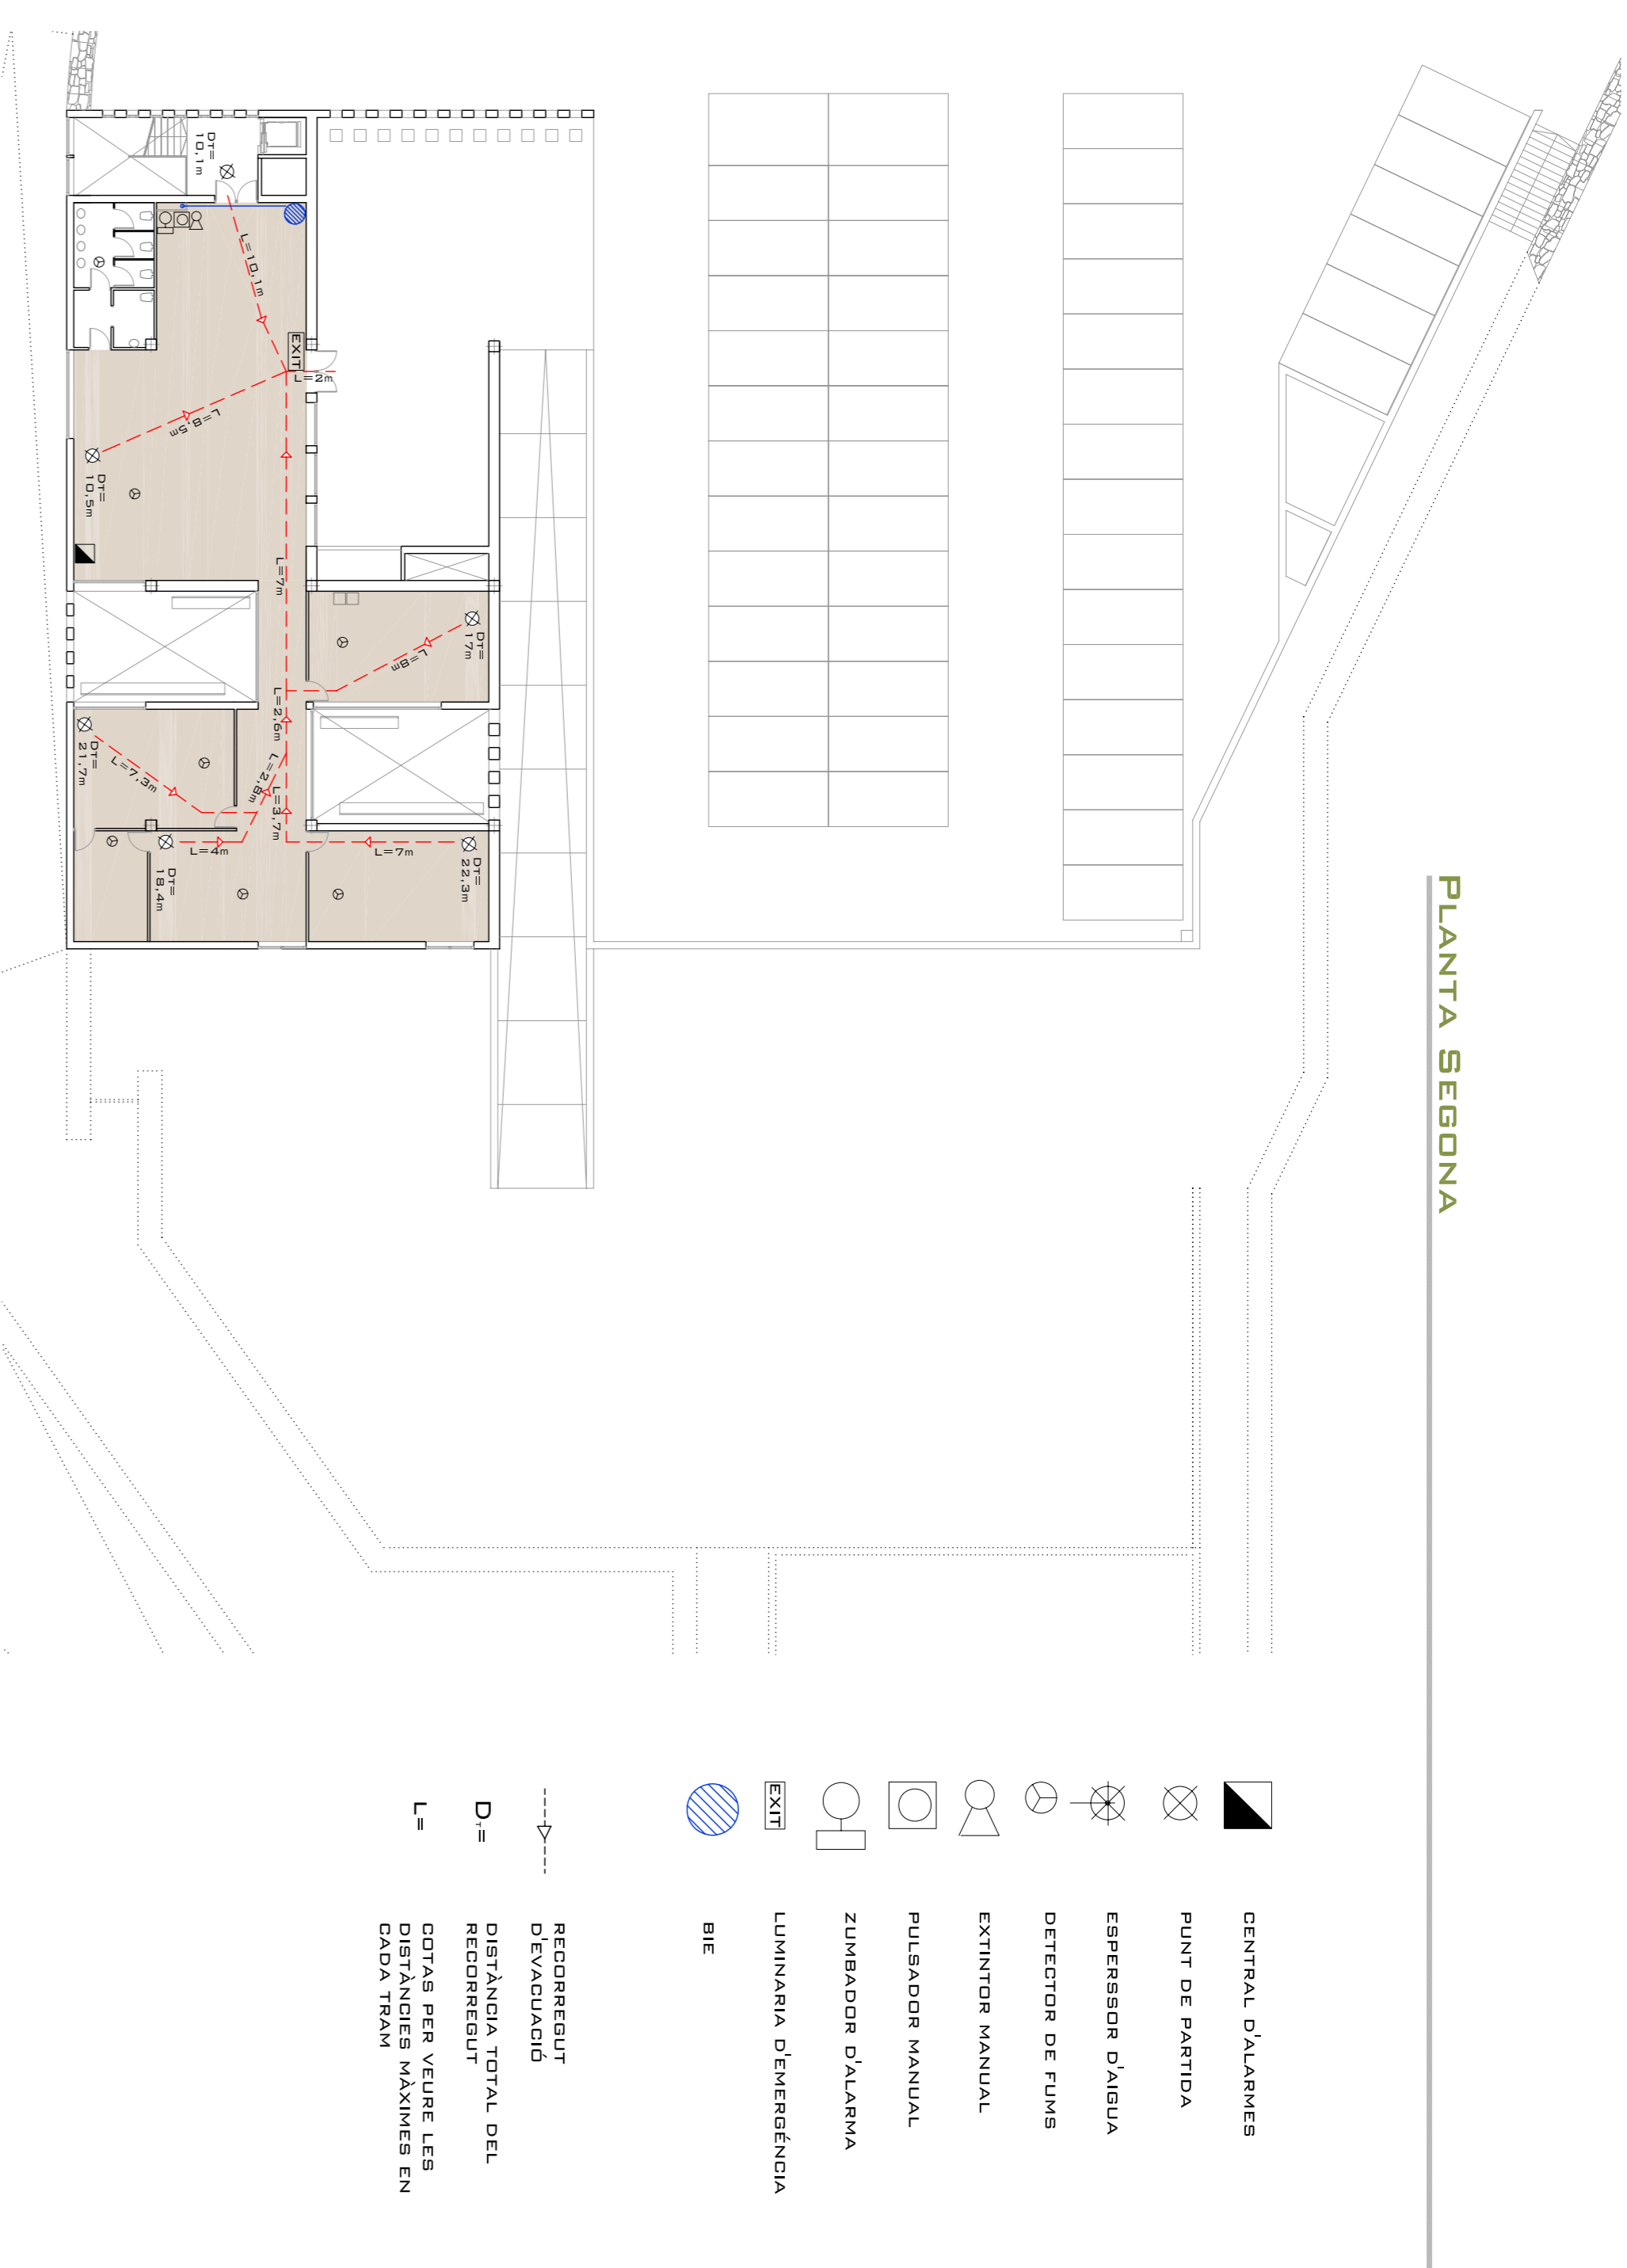 Planta Segona
Central d'alarmes
Punt de partida
Esperssor d'aigua
Detector de fums
Extintor manual
Pulsador manual
Zumbador d'alarma
EXIT
Luminaria d'emergéncia
BIE
Recorregut
d'evacuació
DT=
Distància total del
recorregut
L=
Cotas per veure les
distàncies màximes en
cada tram
DT=
22,3m
DT=
17m
L=7m
L=8m
L=2m
EXIT
L=7m
L=2,6m
L=3,7m
L=2,8m
L=10,1m
DT=
10,1m
L=8,5m
L=4m
DT=
18,4m
L=7,3m
DT=
10,5m
DT=
21,7m